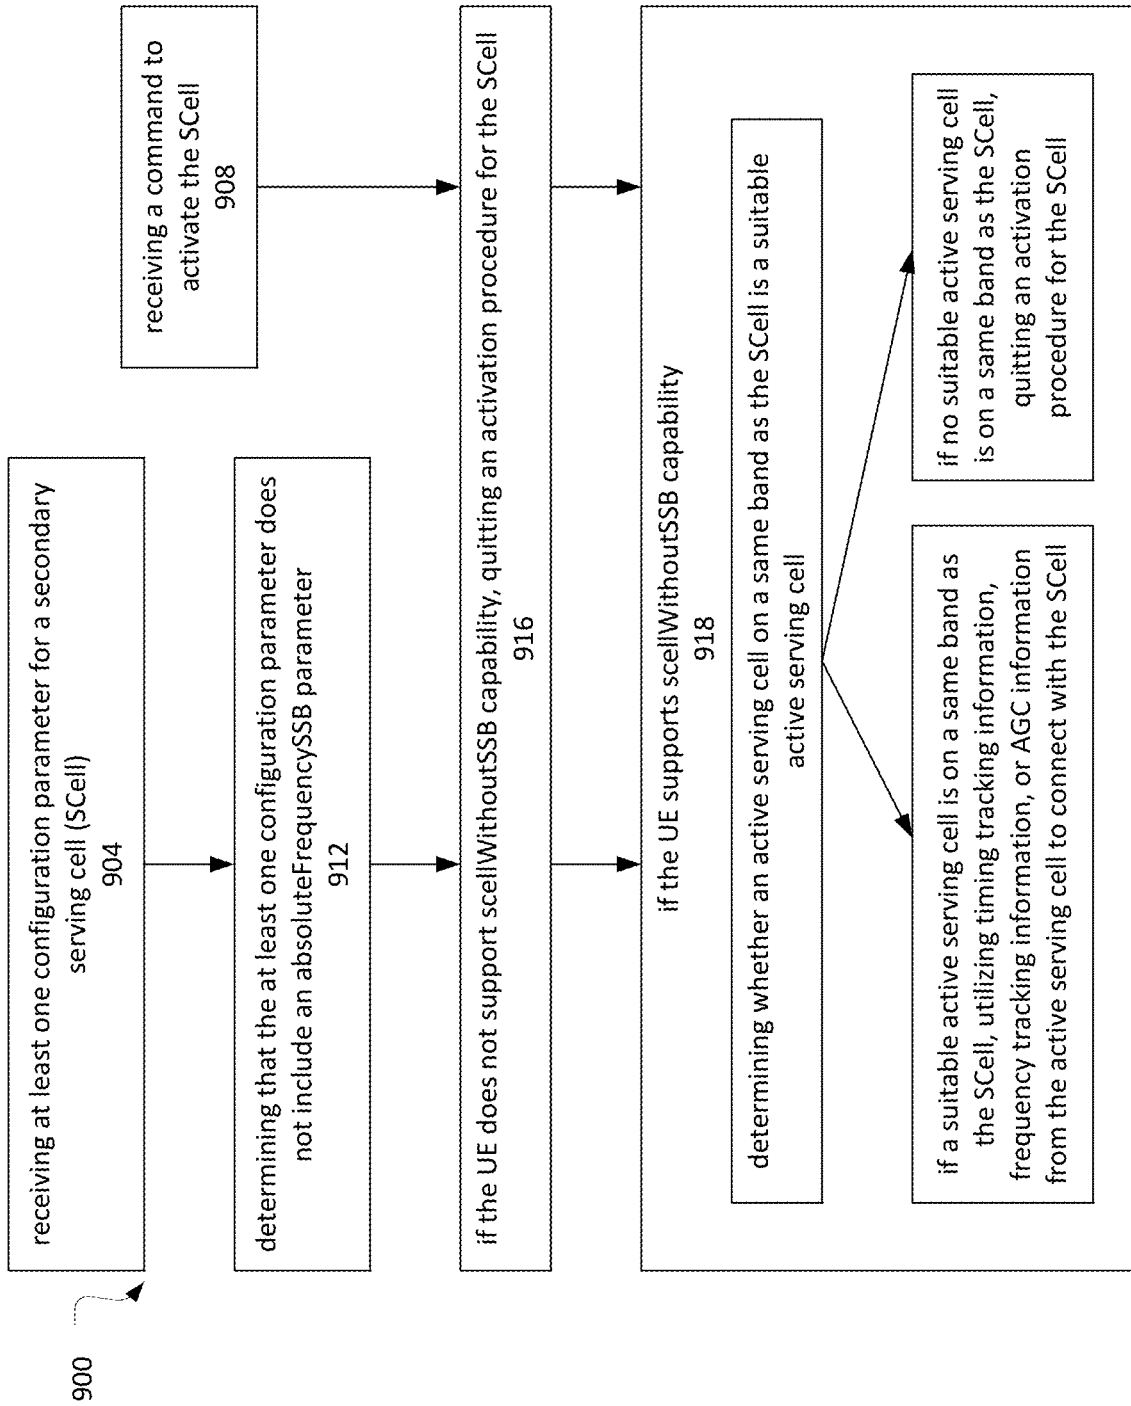 900
receiving at least one configuration parameter for a secondary
serving cell (SCell)
904
receiving a command to
activate the SCell
908
determining that the at least one configuration parameter does
not include an absoluteFrequencySSB parameter
912
if the UE does not support scellWithoutSSB capability, quitting an activation procedure for the SCell
916
if the UE supports scellWithoutSSB capability
918
determining whether an active serving cell on a same band as the SCell is a suitable
active serving cell
if a suitable active serving cell is on a same band as
the SCell, utilizing timing tracking information,
frequency tracking information, or AGC information
from the active serving cell to connect with the SCell
if no suitable active serving cell
is on a same band as the SCell,
quitting an activation
procedure for the SCell